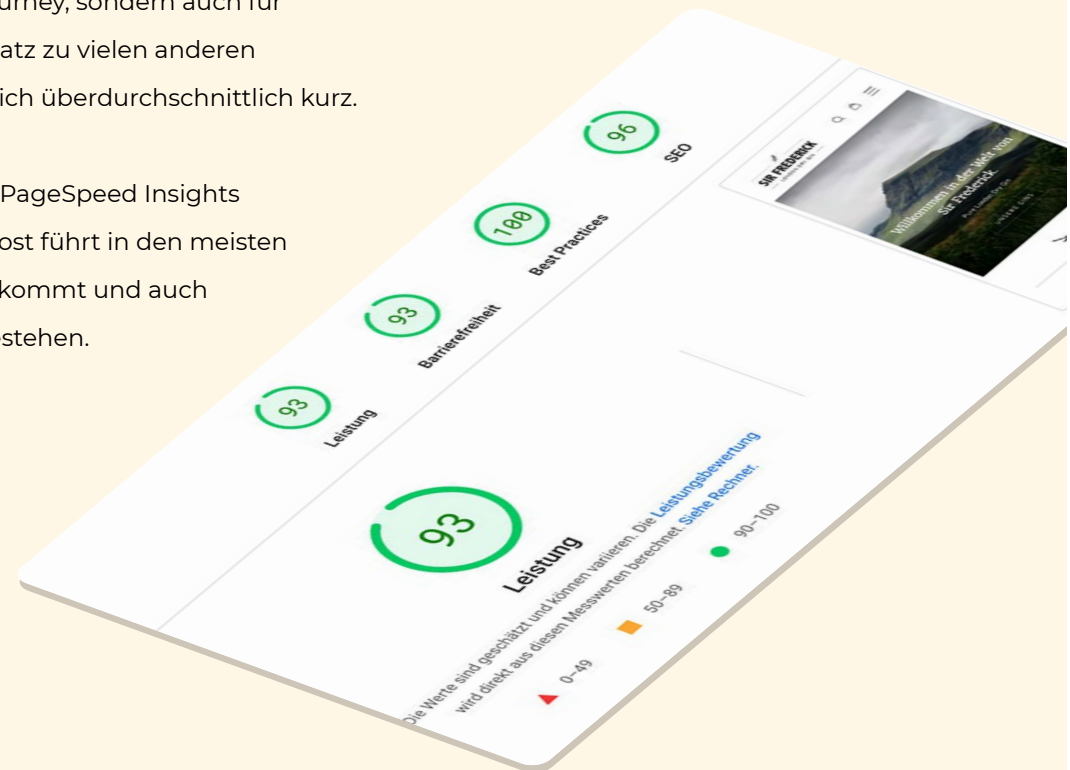 urney, sondern auch für
atz zu vielen anderen
ich überdurchschnittlich kurz.
PageSpeed Insights
ost führt in den meisten
kommt und auch
estehen.
93
Leistung
93
Barrierefreiheit
100
Best Practices
96
SEO
93
Leistung
Die Werte sind geschätzt und können variieren. Die Leistungsbewertung
wird direkt aus diesen Messwerten berechnet. Siehe Rechner.
0–49
50–89
90–100
SIR FREDERICK
Willkommen in der Welt von
Sir Frederick